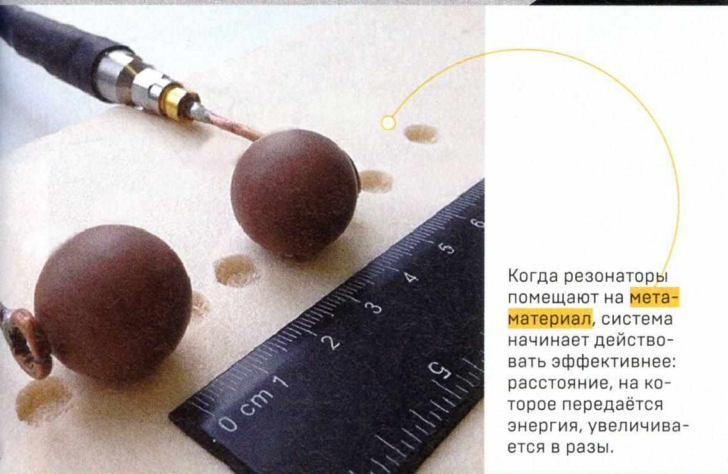 Когда резонаторы
помещают на мета-
материал, система
начинает действо-
вать эффективнее:
расстояние, на ко-
торое передаётся
энергия, увеличива-
ется в разы.
0 cm 1 2 3 4 5 6
5